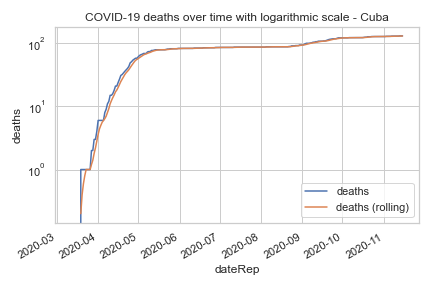 COVID-19 deaths over time with logarithmic scale - Cuba
10²
10¹
10⁰
deaths
deaths
deaths (rolling)
2020-03
2020-04
2020-05
2020-06
2020-07
2020-08
2020-09
2020-10
2020-11
dateRep